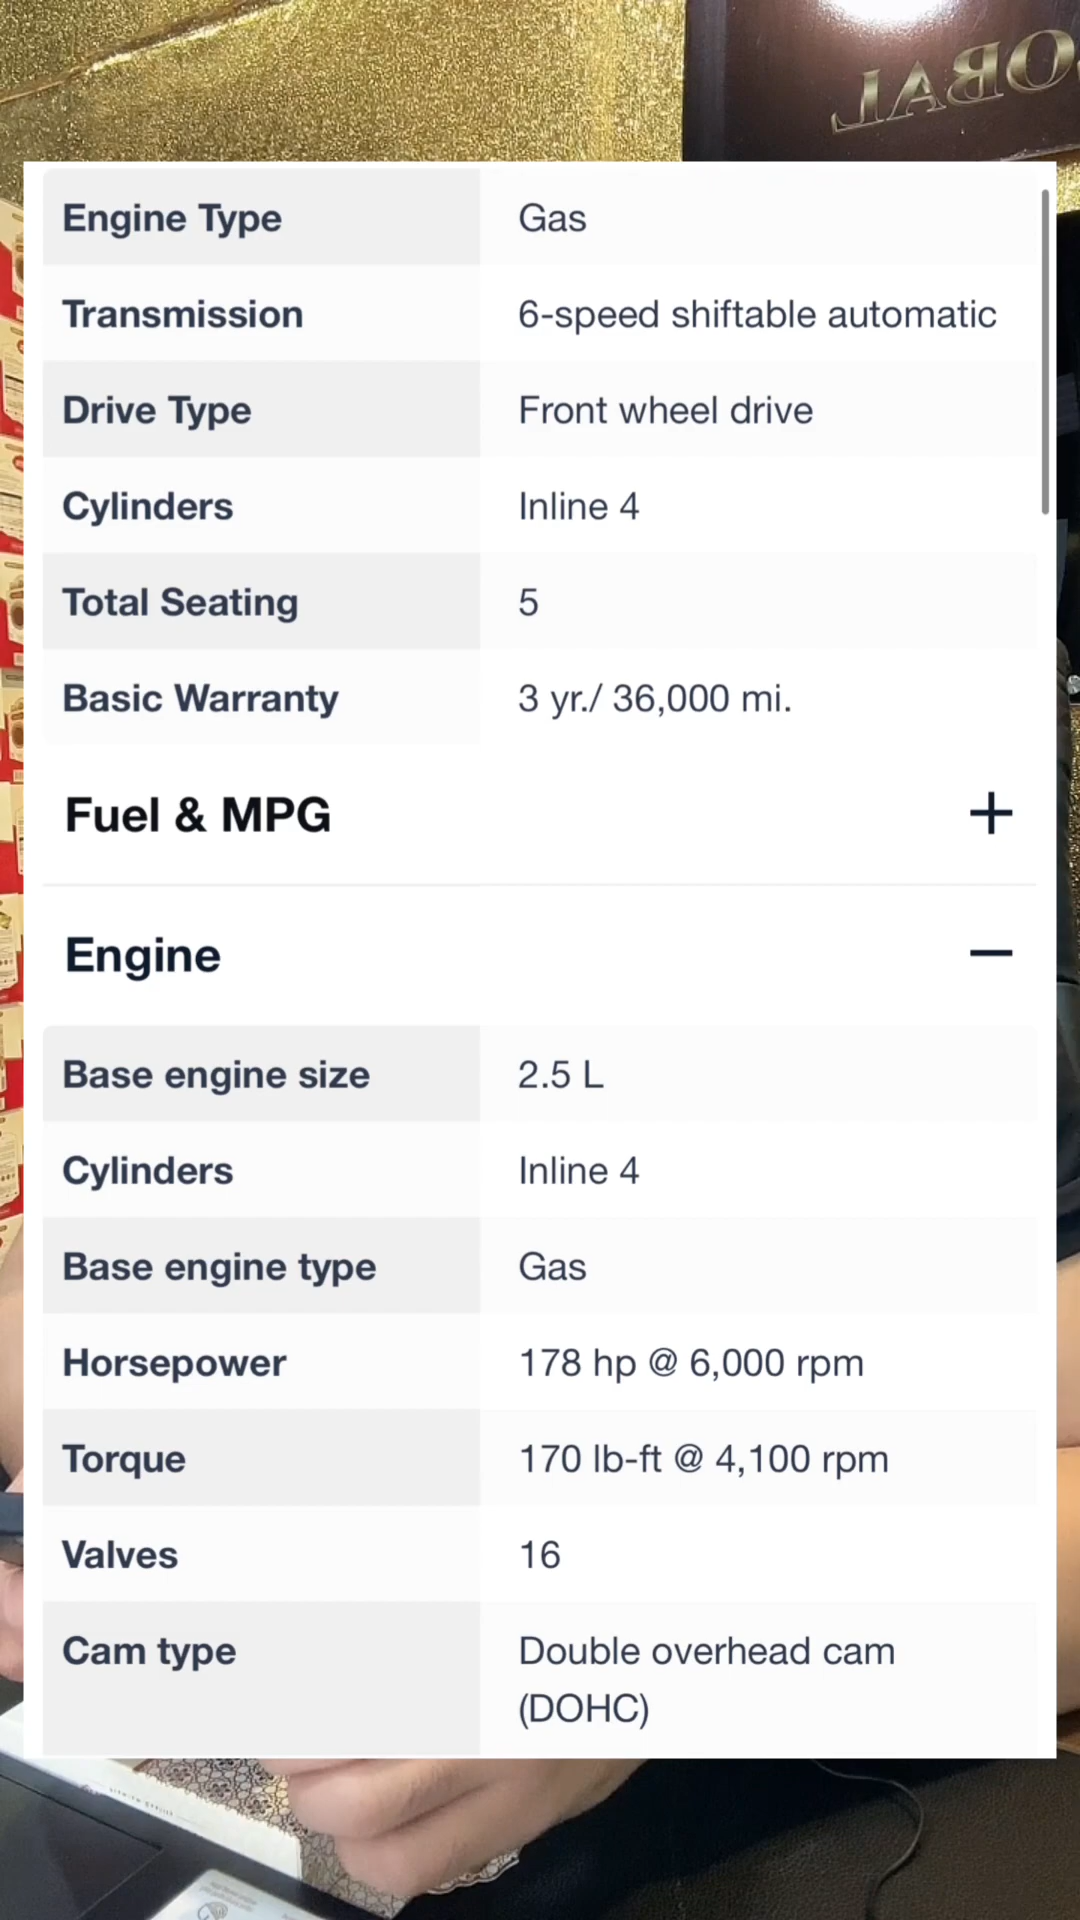 OBAL
Engine Type Gas
Transmission 6-speed shiftable automatic
Drive Type Front wheel drive
Cylinders Inline 4
Total Seating 5
Basic Warranty 3 yr./ 36,000 mi.
Fuel & MPG +
Engine −
Base engine size 2.5 L
Cylinders Inline 4
Base engine type Gas
Horsepower 178 hp @ 6,000 rpm
Torque 170 lb-ft @ 4,100 rpm
Valves 16
Cam type Double overhead cam
(DOHC)